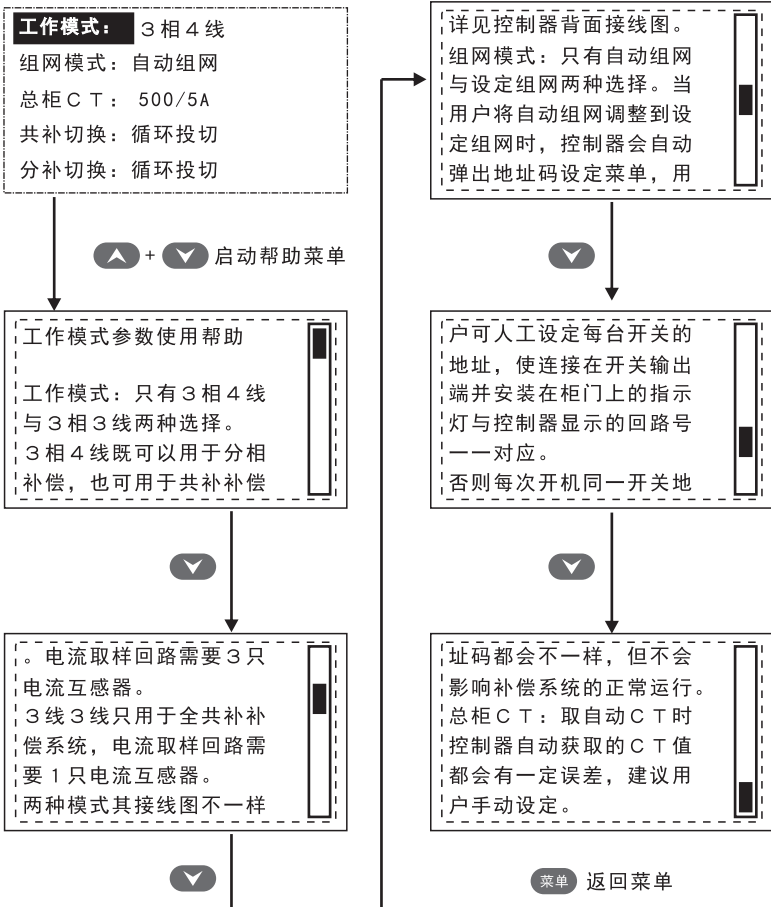 工作模式： 3相4线
组网模式：自动组网
总柜CT： 500/5A
共补切换：循环投切
分补切换：循环投切
+ 启动帮助菜单
工作模式参数使用帮助
工作模式：只有3相4线
与3相3线两种选择。
3相4线既可以用于分相
补偿，也可用于共补补偿
。电流取样回路需要3只
电流互感器。
3线3线只用于全共补补
偿系统，电流取样回路需
要1只电流互感器。
两种模式其接线图不一样
详见控制器背面接线图。
组网模式：只有自动组网
与设定组网两种选择。当
用户将自动组网调整到设
定组网时，控制器会自动
弹出地址码设定菜单，用
户可人工设定每台开关的
地址，使连接在开关输出
端并安装在柜门上的指示
灯与控制器显示的回路号
一一对应。
否则每次开机同一开关地
址码都会不一样，但不会
影响补偿系统的正常运行。
总柜CT：取自动CT时
控制器自动获取的CT值
都会有一定误差，建议用
户手动设定。
菜单 返回菜单